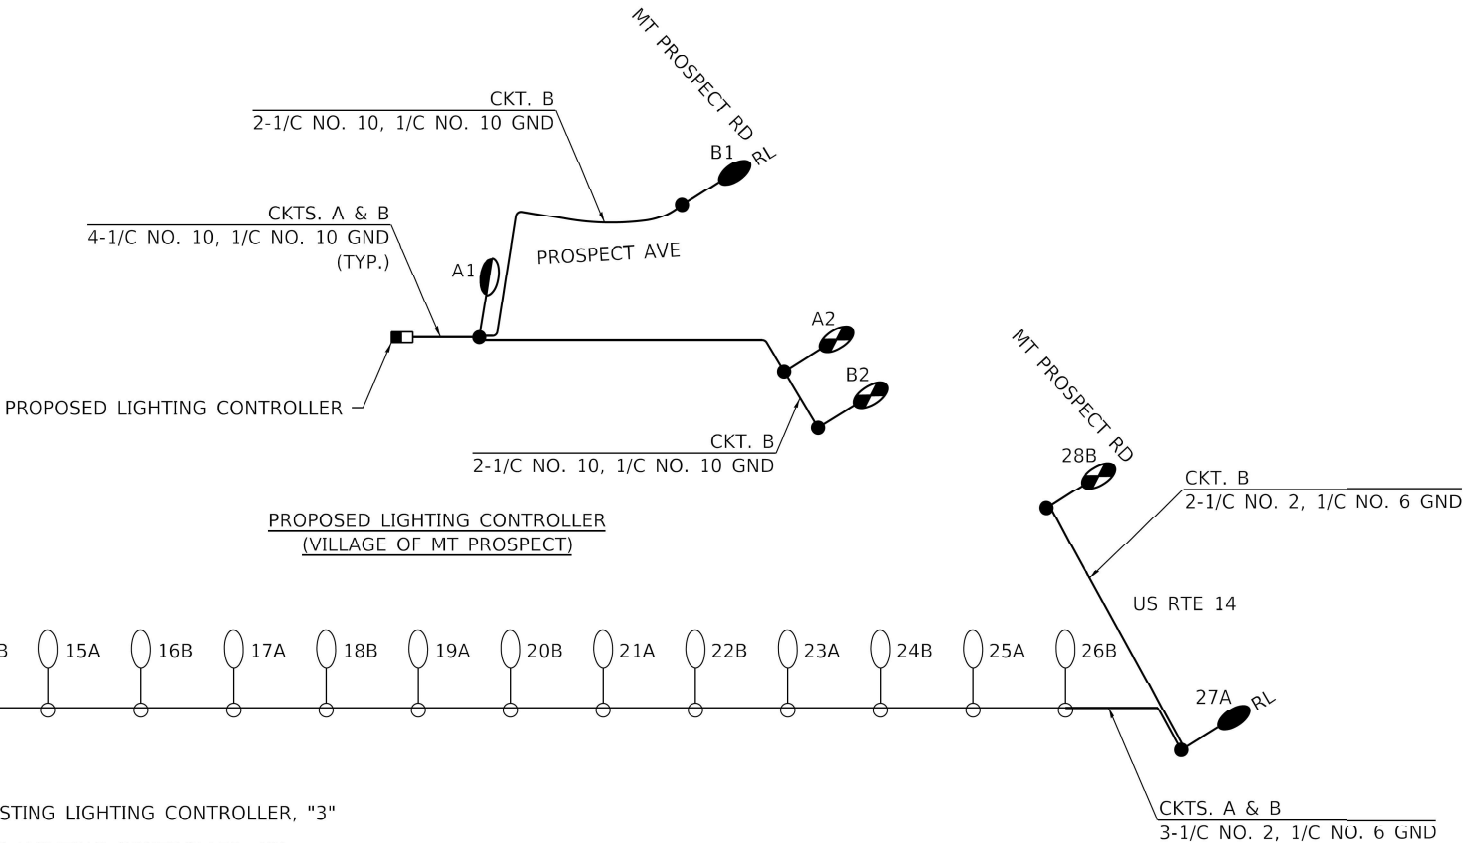 MT PROSPECT RD
CKT. B
2-1/C NO. 10, 1/C NO. 10 GND
B1
RL
CKTS. A & B
4-1/C NO. 10, 1/C NO. 10 GND
(TYP.)
PROSPECT AVE
A1
A2
B2
PROPOSED LIGHTING CONTROLLER
CKT. B
2-1/C NO. 10, 1/C NO. 10 GND
PROPOSED LIGHTING CONTROLLER
(VILLAGE OF MT PROSPECT)
MT PROSPECT RD
28B
CKT. B
2-1/C NO. 2, 1/C NO. 6 GND
US RTE 14
B 15A 16B 17A 18B 19A 20B 21A 22B 23A 24B 25A 26B
27A
RL
CKTS. A & B
3-1/C NO. 2, 1/C NO. 6 GND
STING LIGHTING CONTROLLER, "3"